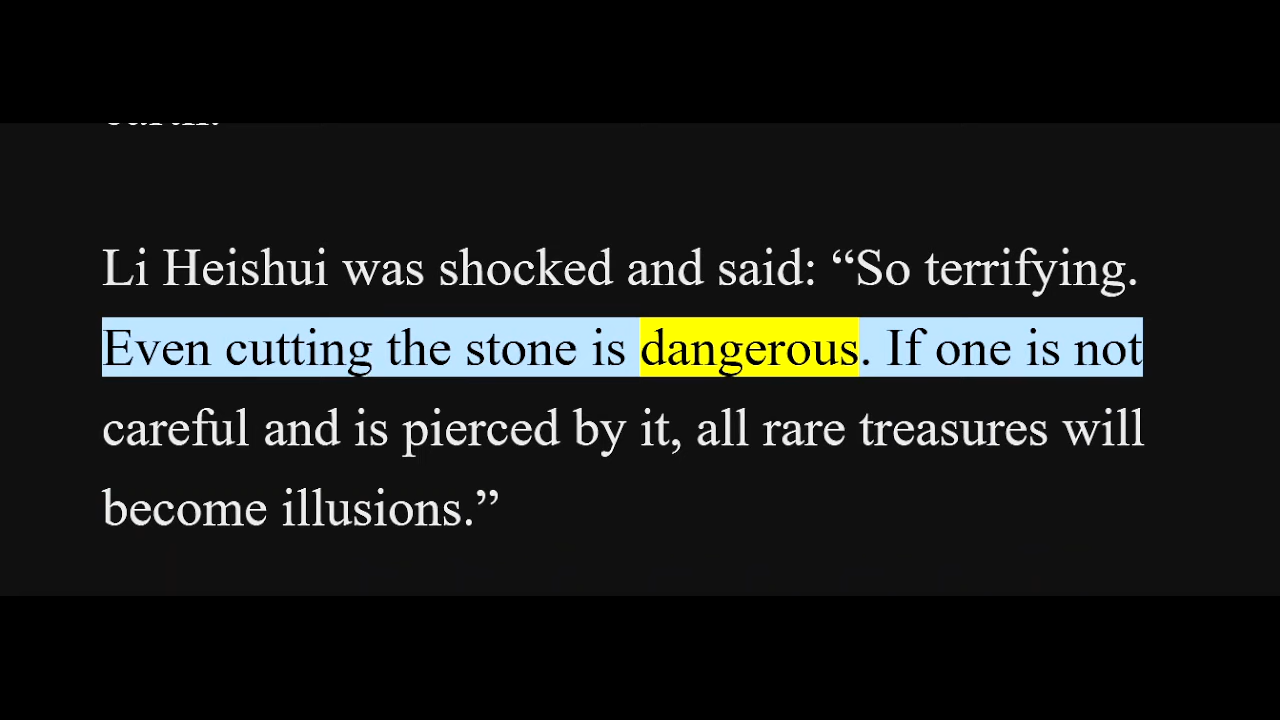 Li Heishui was shocked and said: “So terrifying.
Even cutting the stone is dangerous. If one is not
careful and is pierced by it, all rare treasures will
become illusions.”